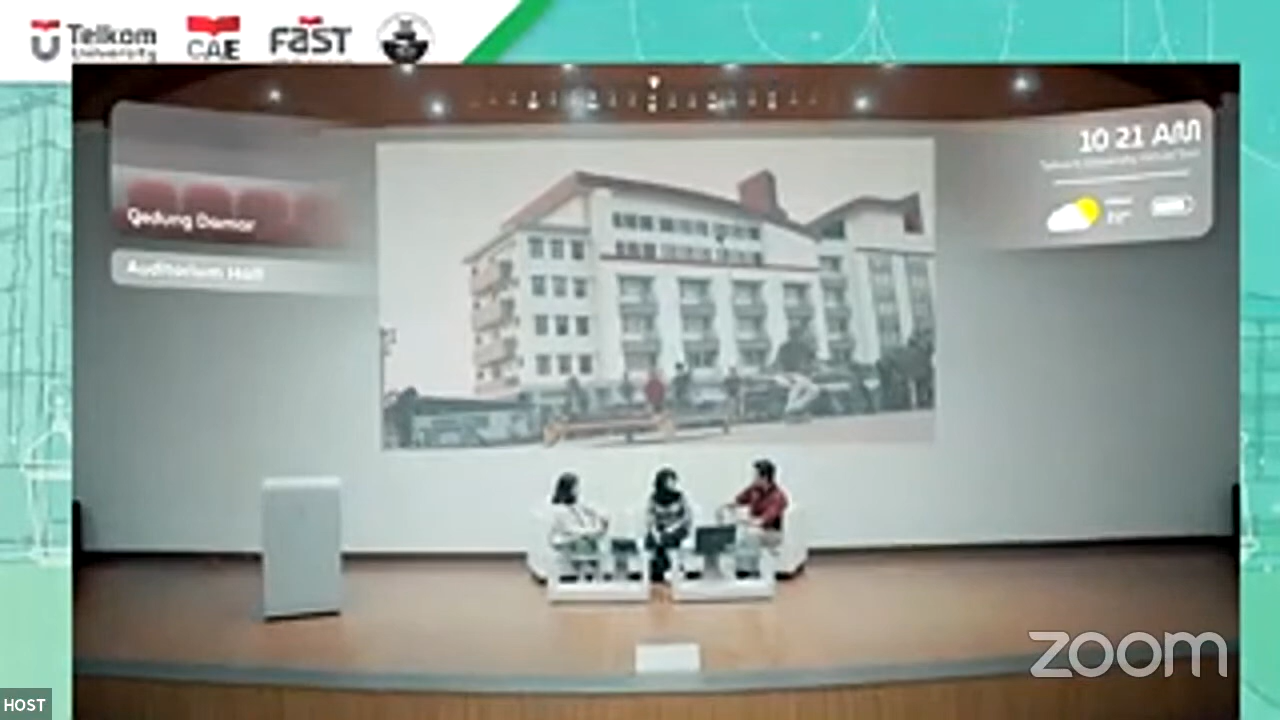 Telkom University
CAE
FAST
Gedung Damar
Auditorium Hall
10 21 AM
zoom
HOST